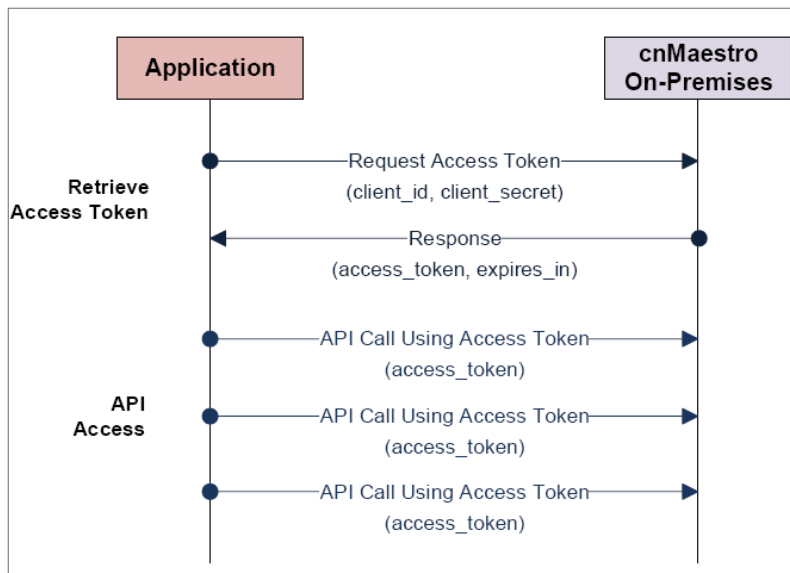 Application
cnMaestro
On-Premises
Request Access Token
(client_id, client_secret)
Retrieve
Access Token
Response
(access_token, expires_in)
API Call Using Access Token
(access_token)
API
Access
API Call Using Access Token
(access_token)
API Call Using Access Token
(access_token)